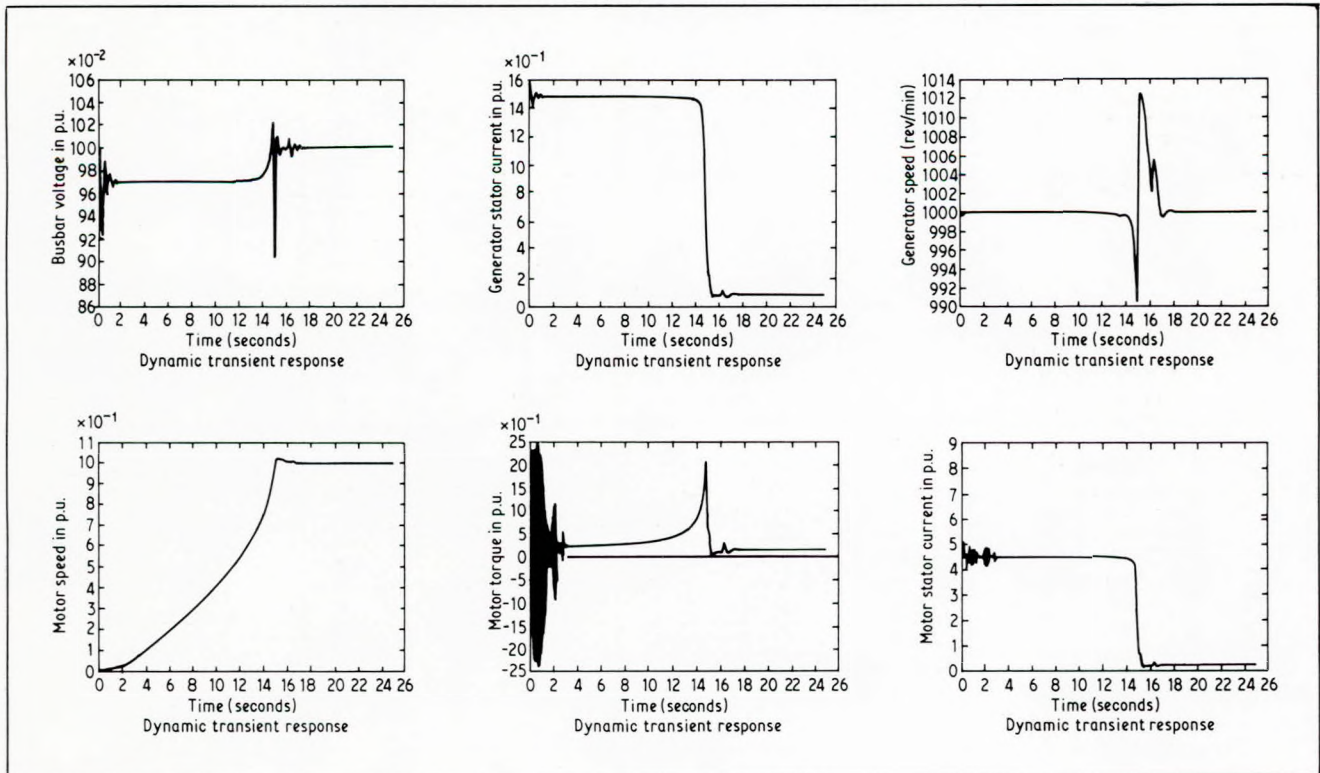 ×10⁻²
106
104
102
100
98
96
94
92
90
88
86
Busbar voltage in p.u.
0 2 4 6 8 10 12 14 16 18 20 22 24 26
Time (seconds)
Dynamic transient response
×10⁻¹
16
14
12
10
8
6
4
2
0
Generator stator current in p.u.
0 2 4 6 8 10 12 14 16 18 20 22 24 26
Time (seconds)
Dynamic transient response
1014
1012
1010
1008
1006
1004
1002
1000
998
996
994
992
990
Generator speed (rev/min)
0 2 4 6 8 10 12 14 16 18 20 22 24 26
Time (seconds)
Dynamic transient response
×10⁻¹
11
10
9
8
7
6
5
4
3
2
1
0
Motor speed in p.u.
0 2 4 6 8 10 12 14 16 18 20 22 24 26
Time (seconds)
Dynamic transient response
×10⁻¹
25
20
15
10
5
0
-5
-10
-15
-20
-25
Motor torque in p.u.
0 2 4 6 8 10 12 14 16 18 20 22 24 26
Time (seconds)
Dynamic transient response
9
8
7
6
5
4
3
2
1
0
Motor stator current in p.u.
0 2 4 6 8 10 12 14 16 18 20 22 24 26
Time (seconds)
Dynamic transient response